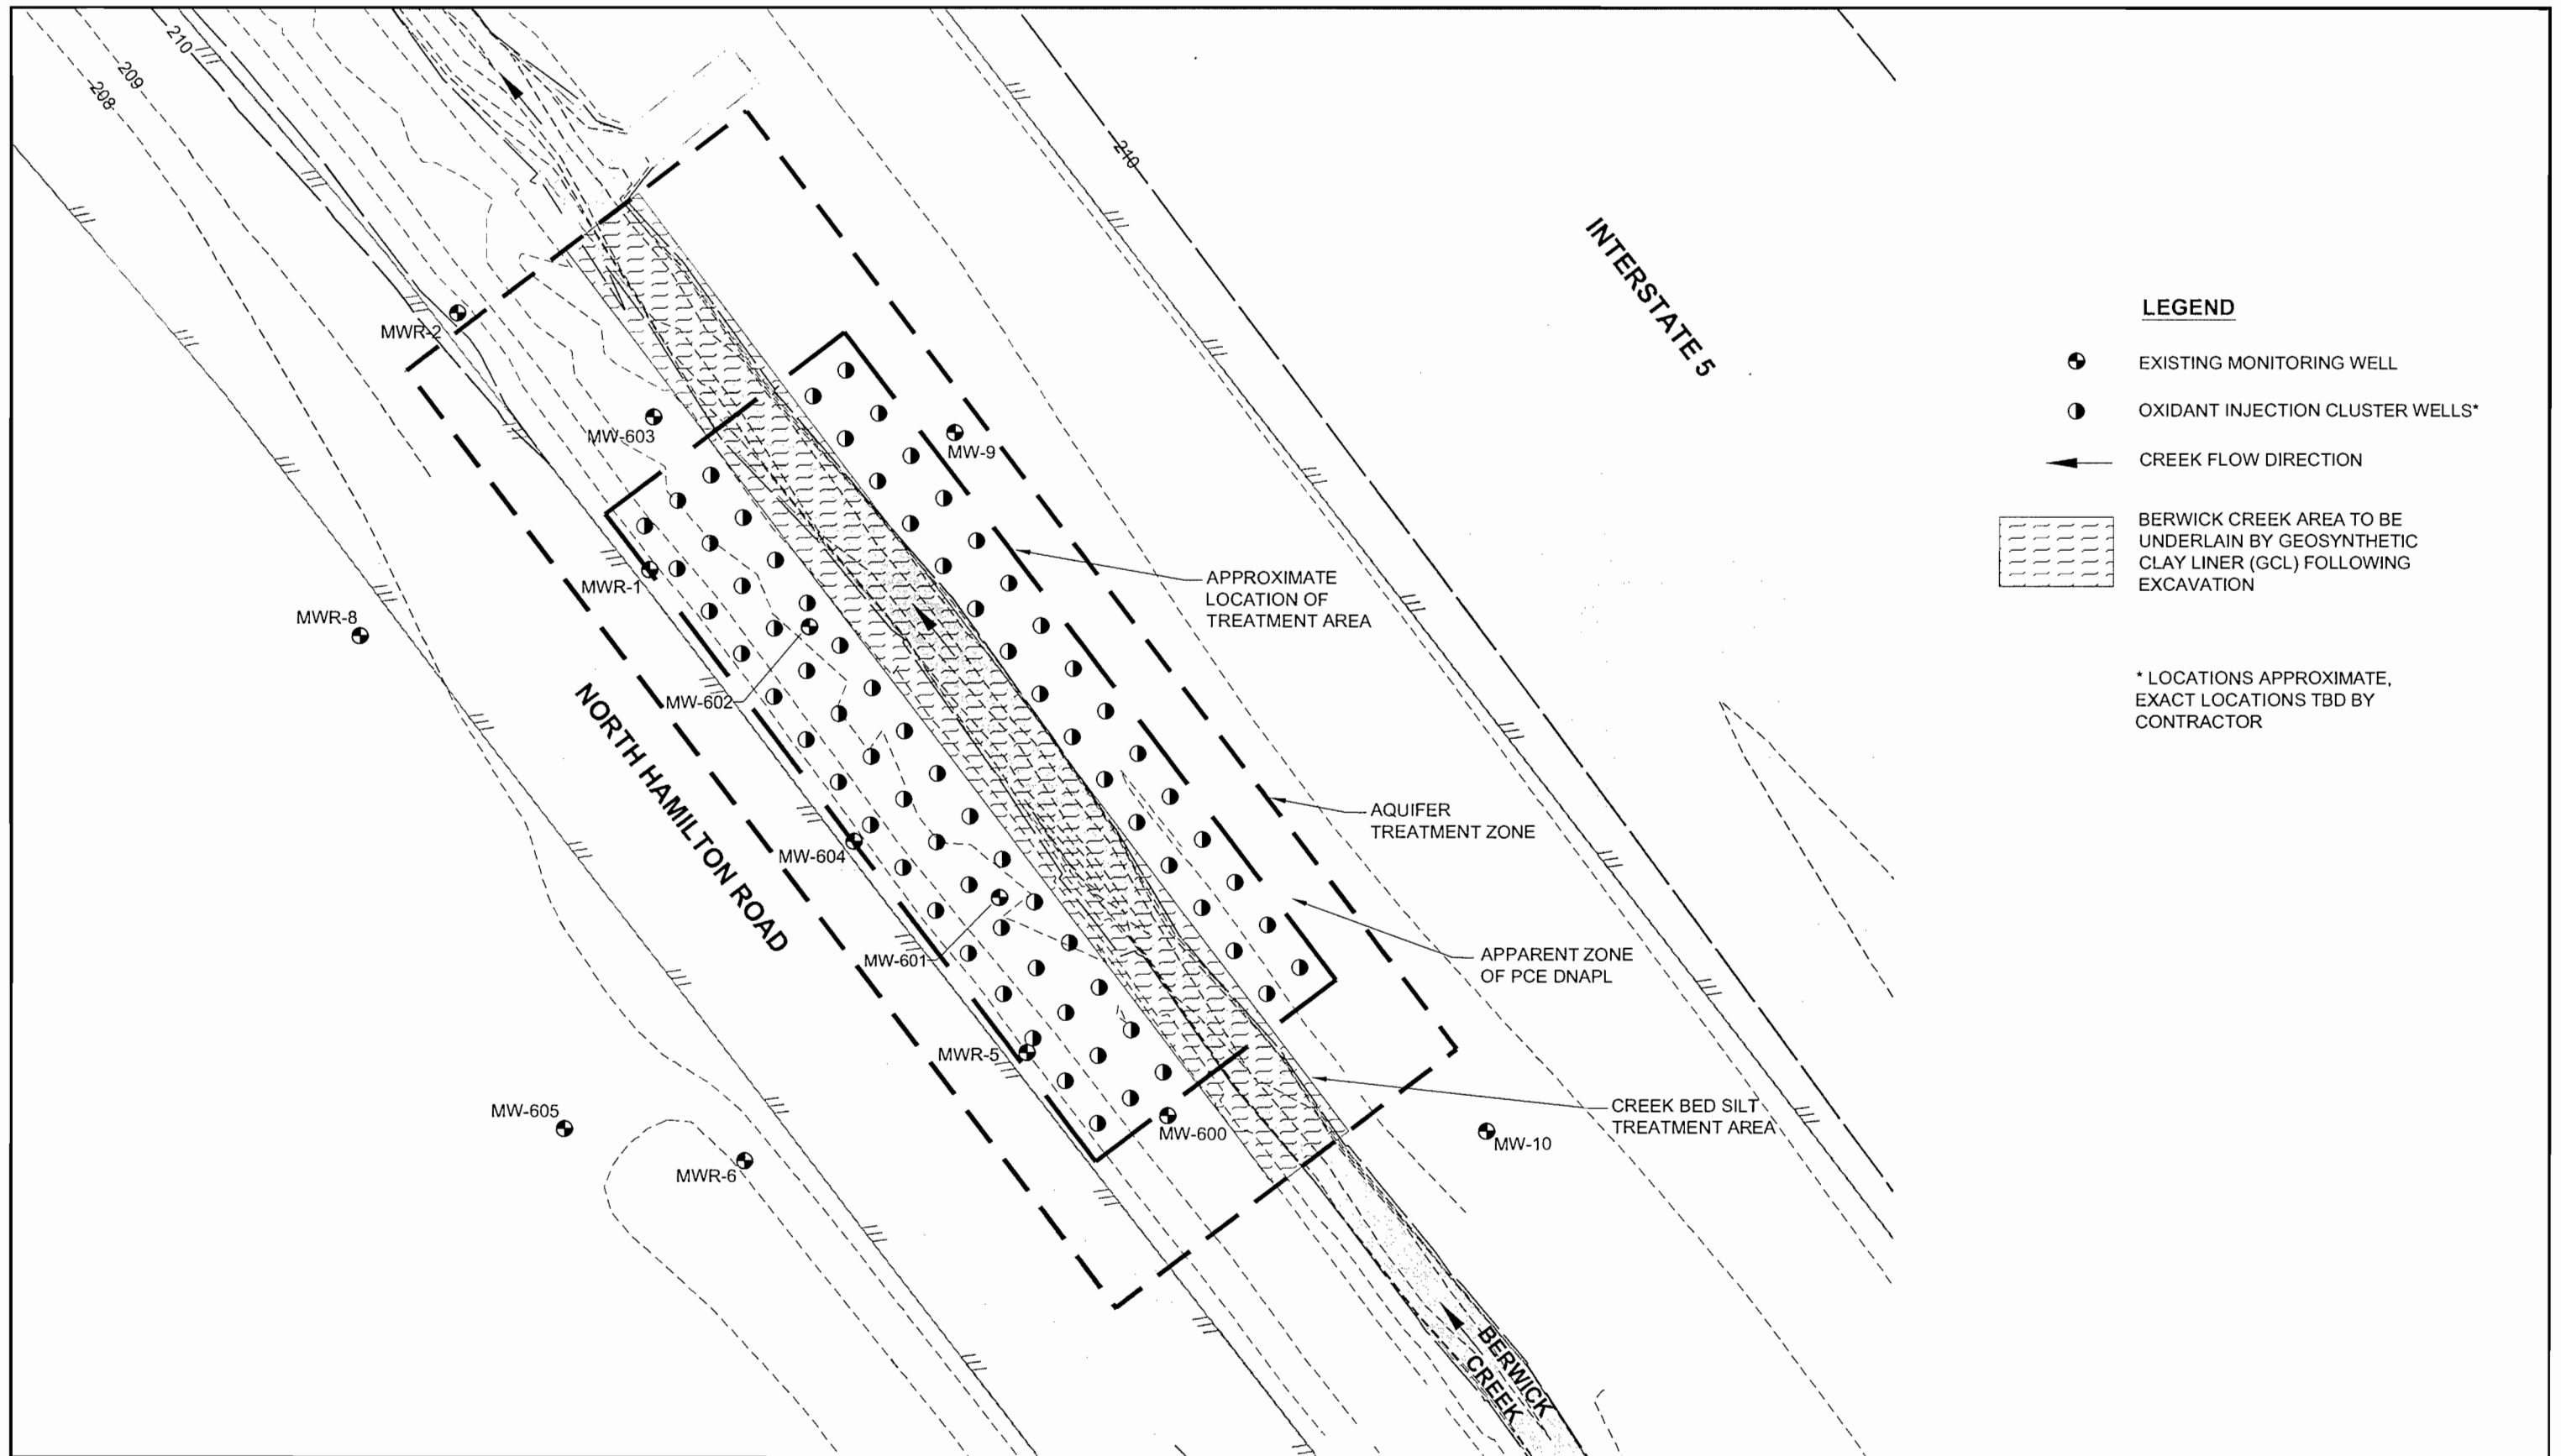 210
209
208
210
INTERSTATE 5
MWR-2
MW-603
MW-9
MWR-1
MWR-8
MW-602
NORTH HAMILTON ROAD
MW-604
MW-601
MWR-5
MW-605
MWR-6
MW-600
MW-10
APPROXIMATE
LOCATION OF
TREATMENT AREA
AQUIFER
TREATMENT ZONE
APPARENT ZONE
OF PCE DNAPL
CREEK BED SILT
TREATMENT AREA
BERWICK
CREEK
LEGEND
EXISTING MONITORING WELL
OXIDANT INJECTION CLUSTER WELLS*
CREEK FLOW DIRECTION
BERWICK CREEK AREA TO BE
UNDERLAIN BY GEOSYNTHETIC
CLAY LINER (GCL) FOLLOWING
EXCAVATION
* LOCATIONS APPROXIMATE,
EXACT LOCATIONS TBD BY
CONTRACTOR